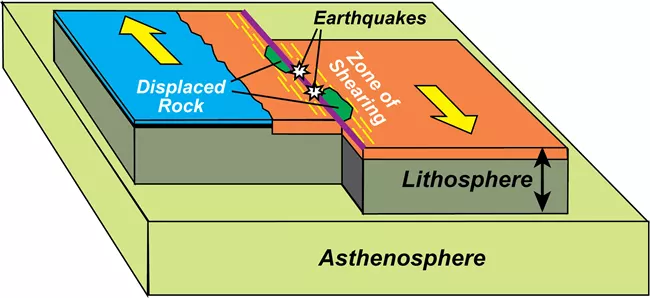 Earthquakes
Displaced
Rock
Zone of
Shearing
Lithosphere
Asthenosphere